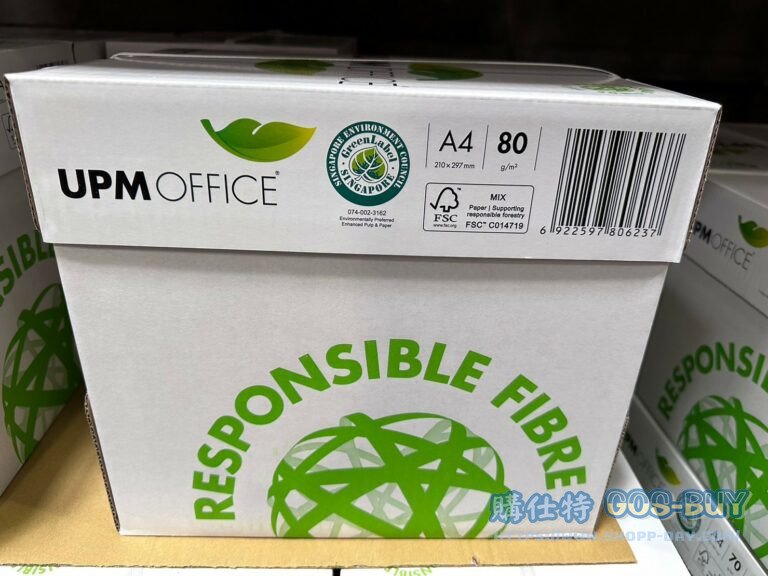 UPM OFFICE
SINGAPORE ENVIRONMENT COUNCIL
GreenLabel
SINGAPORE
074-002-3162
Environmentally Preferred
Enhanced Pulp & Paper
A4
210 x 297 mm
80
g/m²
FSC
www.fsc.org
MIX
Paper | Supporting
responsible forestry
FSC™ C014719
6 922597 806237
RESPONSIBLE FIBRE
UPM OFFICE
RESPONSIBLE
A4 70
購仕特 GOS-BUY